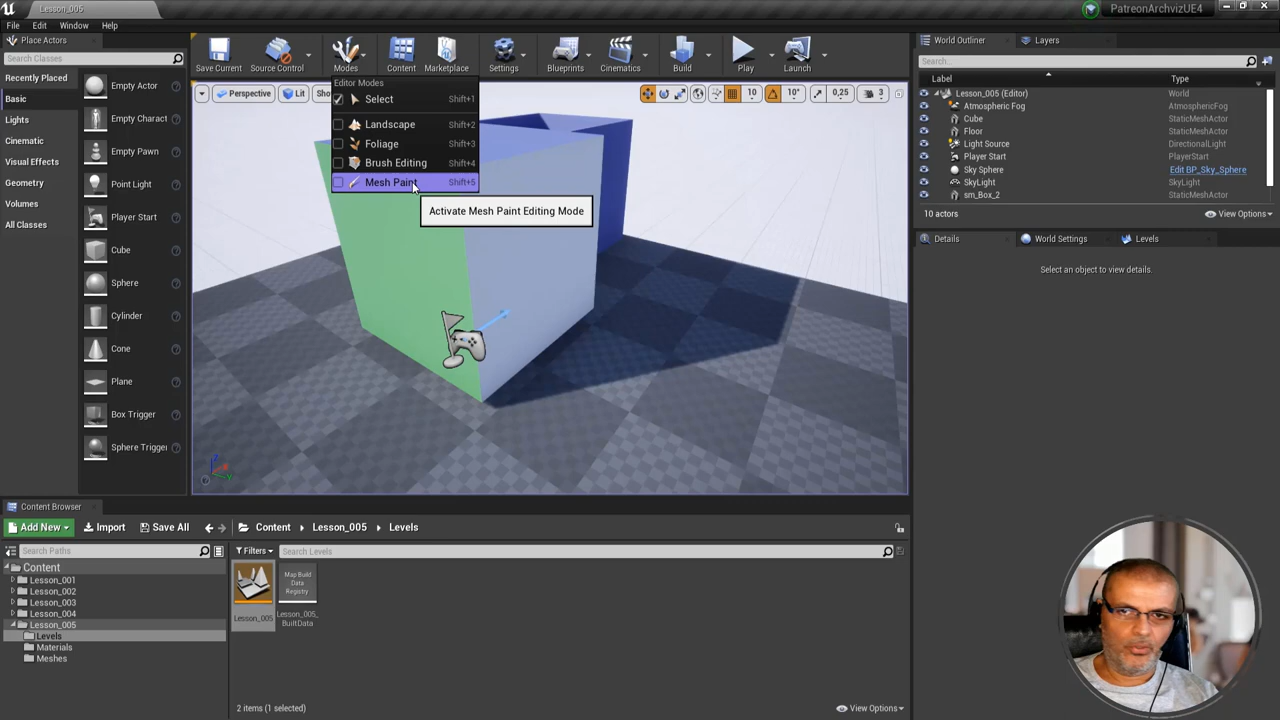 Lesson_005
PatreonArchvizUE4
File Edit Window Help
Place Actors
Search Classes
Recently Placed
Basic
Lights
Cinematic
Visual Effects
Geometry
Volumes
All Classes
Empty Actor
Empty Charact
Empty Pawn
Point Light
Player Start
Cube
Sphere
Cylinder
Cone
Plane
Box Trigger
Sphere Trigger
Save Current
Source Control
Modes
Content
Marketplace
Settings
Blueprints
Cinematics
Build
Play
Launch
Perspective
Lit
Sho
10
10°
0,25
3
Editor Modes
Select Shift+1
Landscape Shift+2
Foliage Shift+3
Brush Editing Shift+4
Mesh Paint Shift+5
Activate Mesh Paint Editing Mode
World Outliner
Layers
Search...
Label Type
Lesson_005 (Editor) World
Atmospheric Fog AtmosphericFog
Cube StaticMeshActor
Floor StaticMeshActor
Light Source DirectionalLight
Player Start PlayerStart
Sky Sphere Edit BP_Sky_Sphere
SkyLight SkyLight
sm_Box_2 StaticMeshActor
10 actors
View Options
Details
World Settings
Levels
Select an object to view details.
Content Browser
Add New
Import
Save All
Content
Lesson_005
Levels
Search Paths
Filters
Search Levels
Content
Lesson_001
Lesson_002
Lesson_003
Lesson_004
Lesson_005
Levels
Materials
Meshes
Lesson_005
Map Build
Data
Registry
Lesson_005_
BuiltData
2 items (1 selected)
View Options